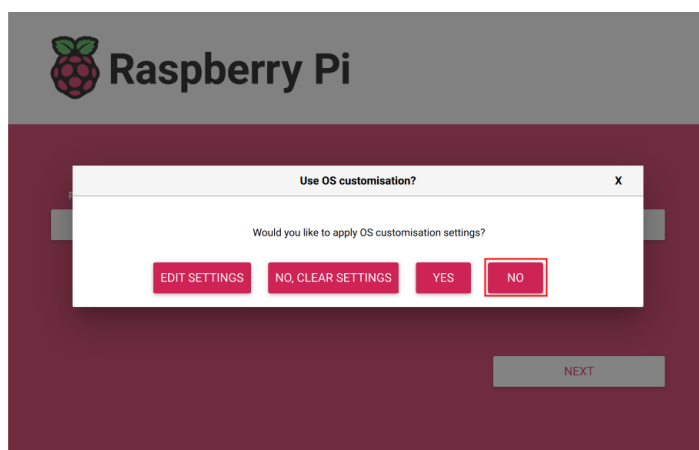 Raspberry Pi
Use OS customisation?
X
Would you like to apply OS customisation settings?
EDIT SETTINGS
NO, CLEAR SETTINGS
YES
NO
NEXT